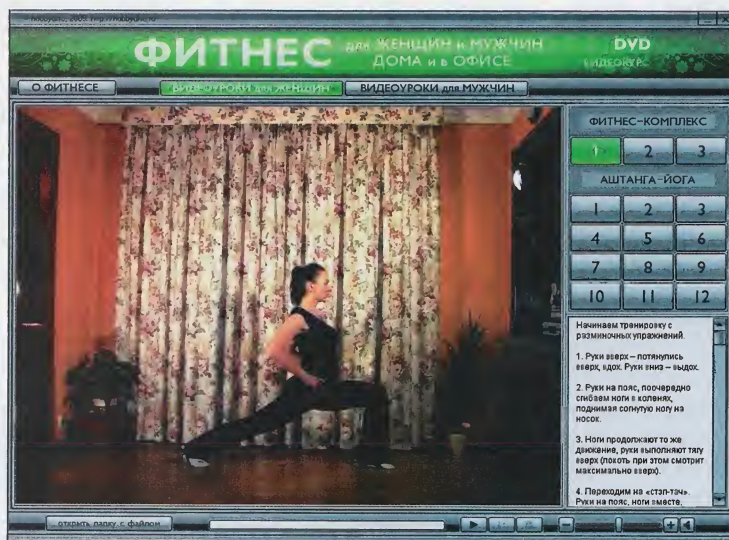 ФИТНЕС
для ЖЕНЩИН и МУЖЧИН
ДОМА и в ОФИСЕ
DVD
ВИДЕОКУРС
О ФИТНЕСЕ
ВИДЕОУРОКИ для ЖЕНЩИН
ВИДЕОУРОКИ для МУЖЧИН
ФИТНЕС-КОМПЛЕКС
1 2 3
АШТАНГА-ЙОГА
1 2 3
4 5 6
7 8 9
10 11 12
Начинаем тренировку с
разминочных упражнений.
1. Руки вверх – потянулись
вверх, вдох. Руки вниз – выдох.
2. Руки на пояс, поочередно
сгибаем ноги в коленях,
поднимая согнутую ногу на
носок.
3. Ноги продолжают то же
движение, руки выполняют тягу
вверх (локоть при этом смотрит
максимально вверх).
4. Переходим на «стэп-тач».
Руки на пояс, ноги вместе,
открыть папку с файлом